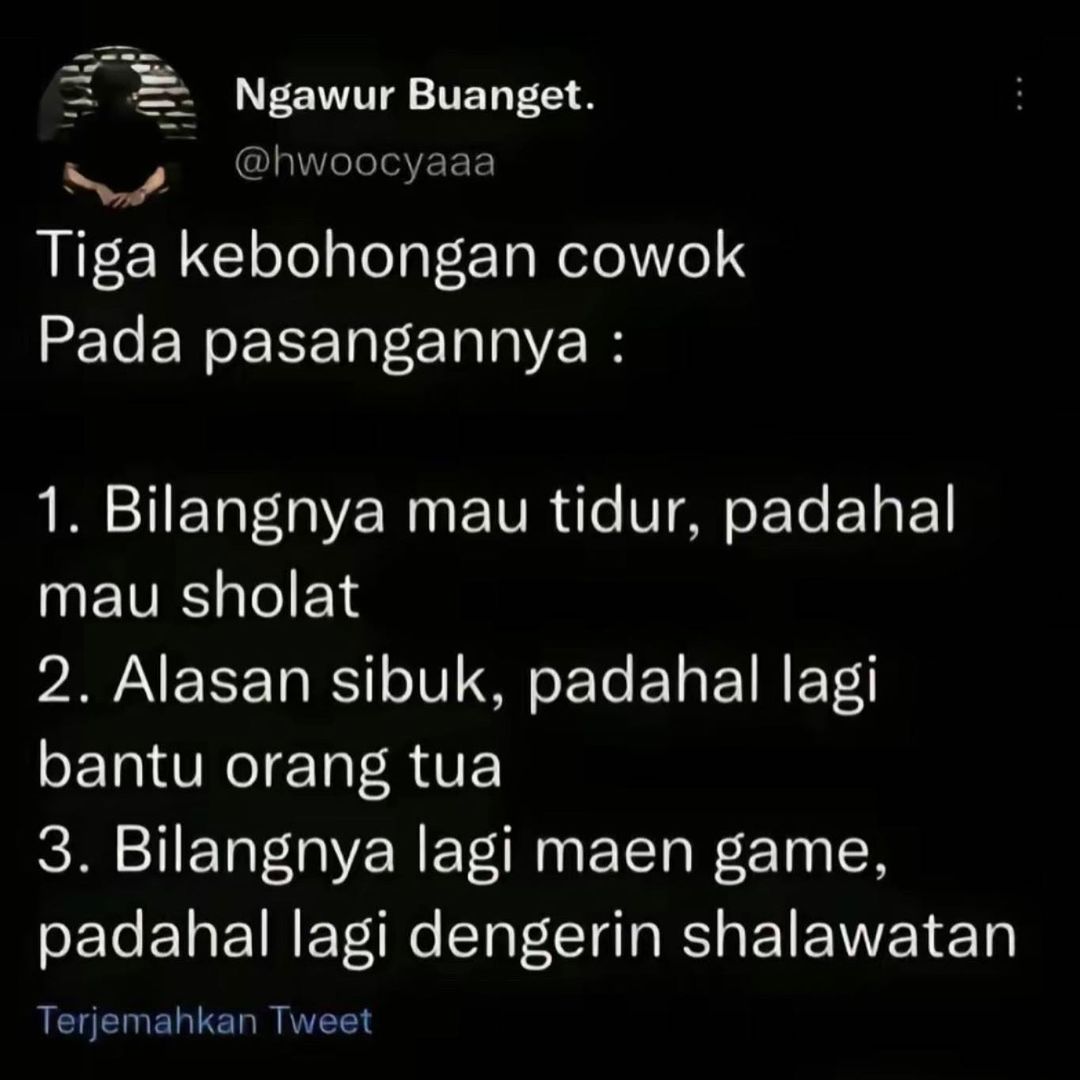 Ngawur Buanget.
@hwoocyaaa
Tiga kebohongan cowok
Pada pasangannya :
1. Bilangnya mau tidur, padahal
mau sholat
2. Alasan sibuk, padahal lagi
bantu orang tua
3. Bilangnya lagi maen game,
padahal lagi dengerin shalawatan
Terjemahkan Tweet